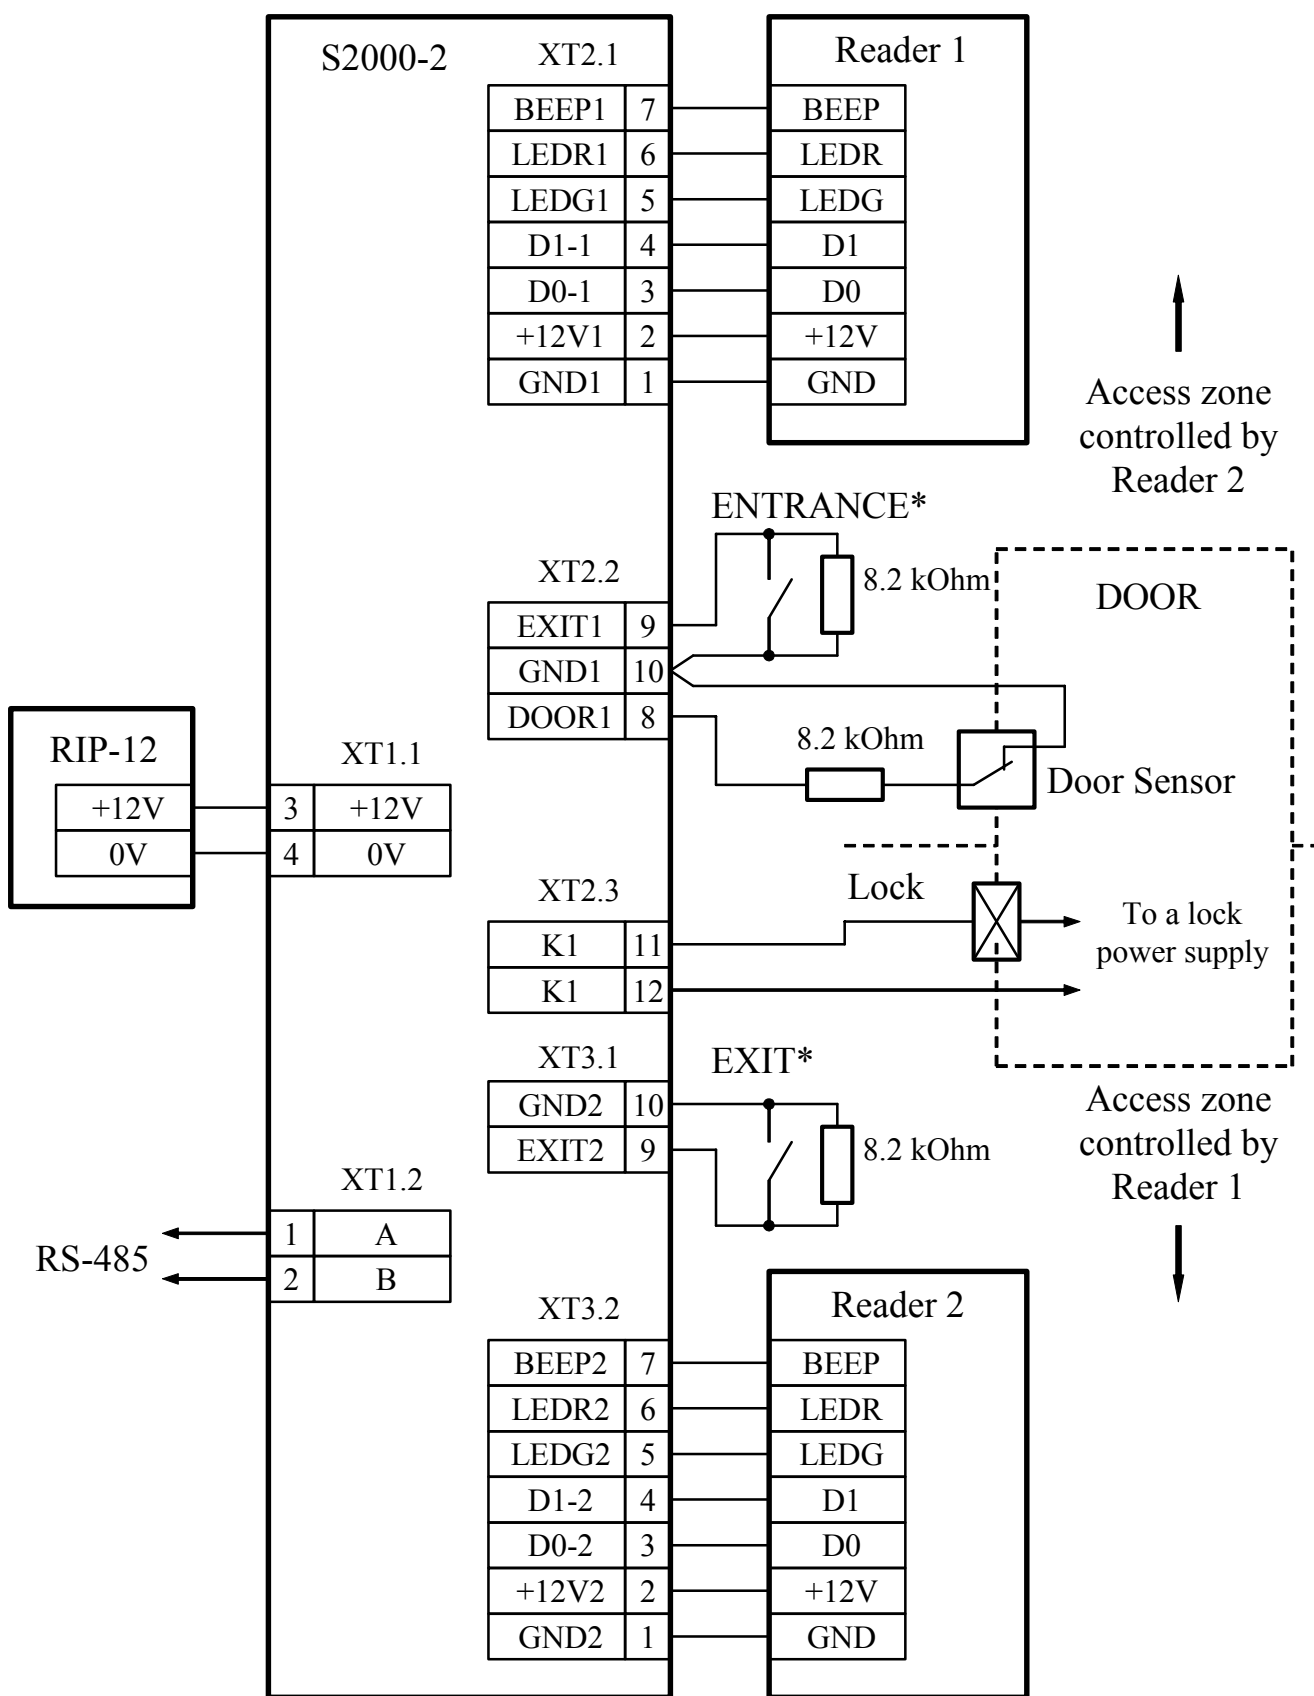 S2000-2
XT2.1
BEEP1 7
LEDR1 6
LEDG1 5
D1-1 4
D0-1 3
+12V1 2
GND1 1
Reader 1
BEEP
LEDR
LEDG
D1
D0
+12V
GND
Access zone
controlled by
Reader 2
ENTRANCE*
8.2 kOhm
XT2.2
EXIT1 9
GND1 10
DOOR1 8
DOOR
8.2 kOhm
Door Sensor
RIP-12
+12V
0V
XT1.1
3 +12V
4 0V
XT2.3
K1 11
K1 12
Lock
To a lock
power supply
XT3.1
GND2 10
EXIT2 9
EXIT*
8.2 kOhm
Access zone
controlled by
Reader 1
XT1.2
1 A
2 B
RS-485
XT3.2
BEEP2 7
LEDR2 6
LEDG2 5
D1-2 4
D0-2 3
+12V2 2
GND2 1
Reader 2
BEEP
LEDR
LEDG
D1
D0
+12V
GND